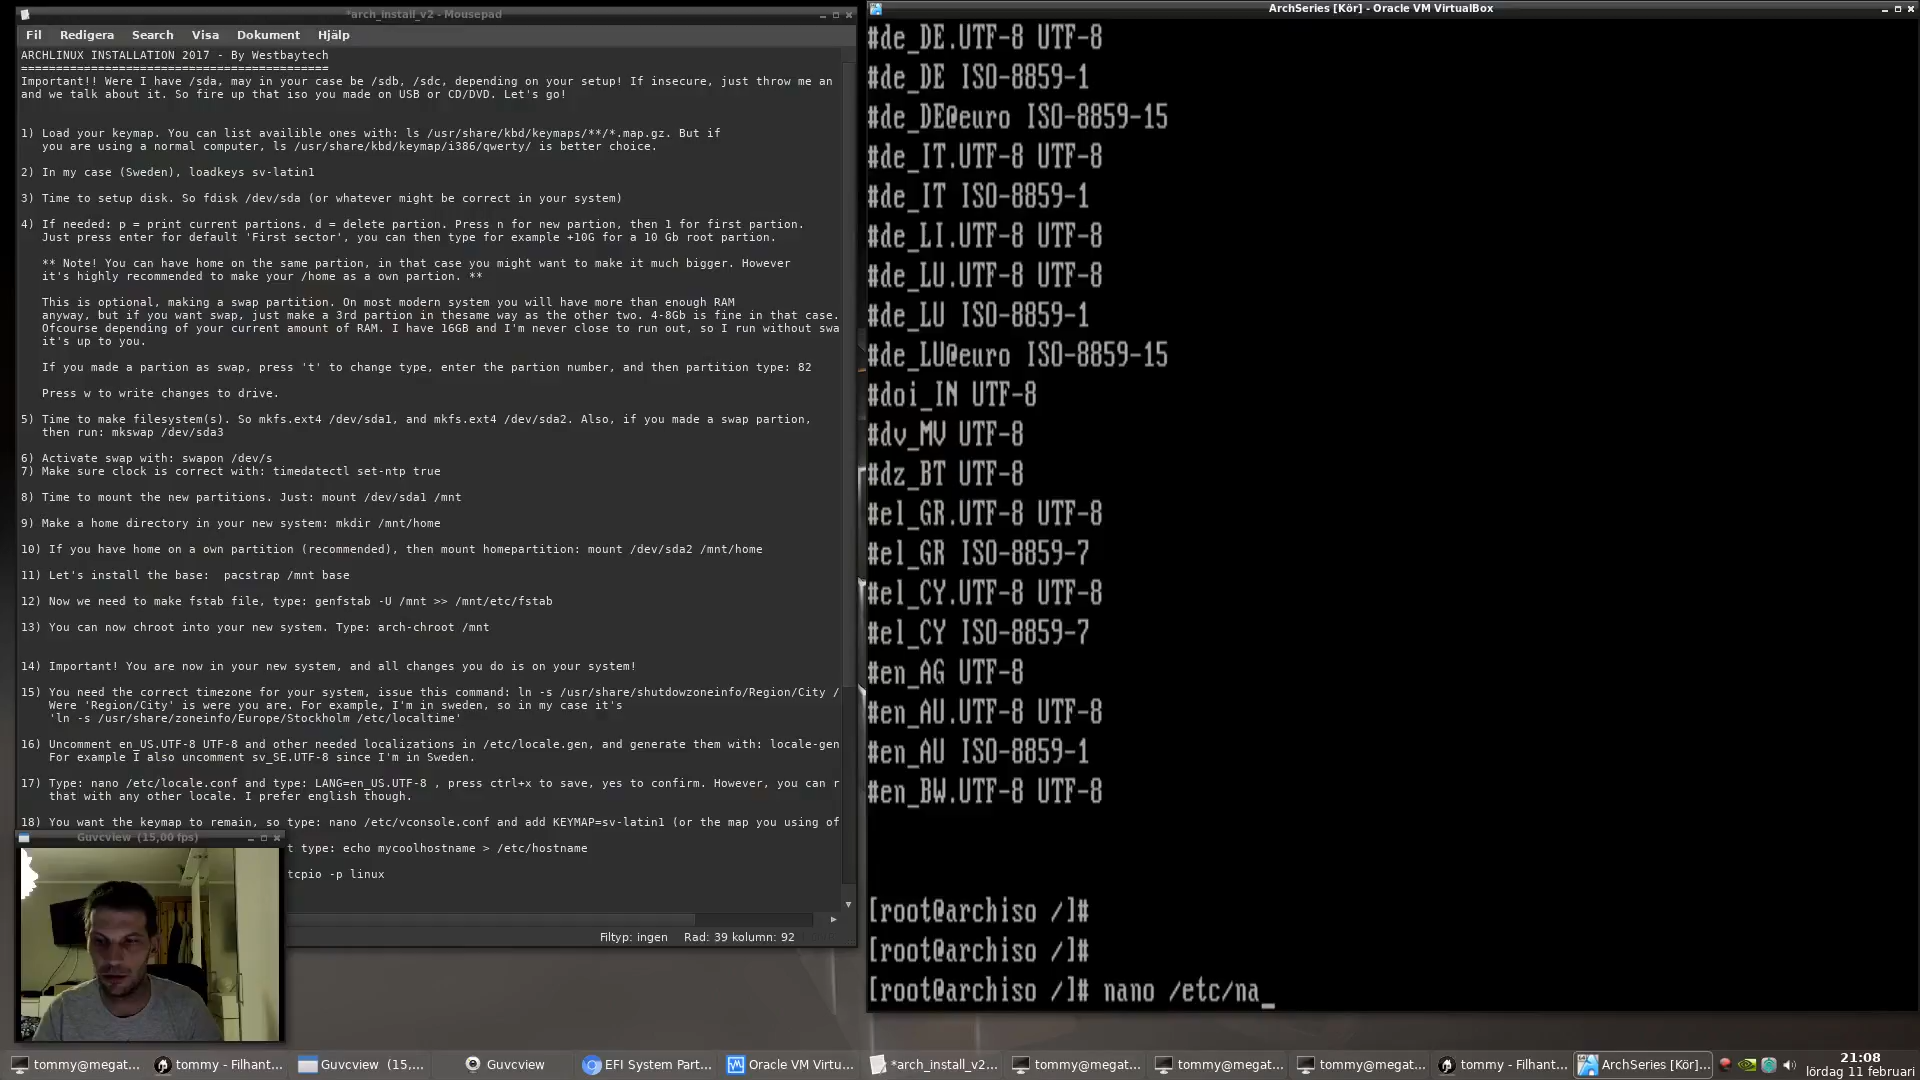 *arch_install_v2 - Mousepad
Fil Redigera Search Visa Dokument Hjälp
ARCHLINUX INSTALLATION 2017 - By Westbaytech
============================================
Important!! Were I have /sda, may in your case be /sdb, /sdc, depending on your setup! If insecure, just throw me an
and we talk about it. So fire up that iso you made on USB or CD/DVD. Let's go!
1) Load your keymap. You can list availible ones with: ls /usr/share/kbd/keymaps/**/*.map.gz. But if
you are using a normal computer, ls /usr/share/kbd/keymap/i386/qwerty/ is better choice.
2) In my case (Sweden), loadkeys sv-latin1
3) Time to setup disk. So fdisk /dev/sda (or whatever might be correct in your system)
4) If needed: p = print current partions. d = delete partion. Press n for new partion, then 1 for first partion.
Just press enter for default 'First sector', you can then type for example +10G for a 10 Gb root partion.
** Note! You can have home on the same partion, in that case you might want to make it much bigger. However
it's highly recommended to make your /home as a own partion. **
This is optional, making a swap partition. On most modern system you will have more than enough RAM
anyway, but if you want swap, just make a 3rd partion in thesame way as the other two. 4-8Gb is fine in that case.
Ofcourse depending of your current amount of RAM. I have 16GB and I'm never close to run out, so I run without swa
it's up to you.
If you made a partion as swap, press 't' to change type, enter the partion number, and then partition type: 82
Press w to write changes to drive.
5) Time to make filesystem(s). So mkfs.ext4 /dev/sda1, and mkfs.ext4 /dev/sda2. Also, if you made a swap partion,
then run: mkswap /dev/sda3
6) Activate swap with: swapon /dev/s
7) Make sure clock is correct with: timedatectl set-ntp true
8) Time to mount the new partitions. Just: mount /dev/sda1 /mnt
9) Make a home directory in your new system: mkdir /mnt/home
10) If you have home on a own partition (recommended), then mount homepartition: mount /dev/sda2 /mnt/home
11) Let's install the base: pacstrap /mnt base
12) Now we need to make fstab file, type: genfstab -U /mnt >> /mnt/etc/fstab
13) You can now chroot into your new system. Type: arch-chroot /mnt
14) Important! You are now in your new system, and all changes you do is on your system!
15) You need the correct timezone for your system, issue this command: ln -s /usr/share/shutdowzoneinfo/Region/City /
Were 'Region/City' is were you are. For example, I'm in sweden, so in my case it's
'ln -s /usr/share/zoneinfo/Europe/Stockholm /etc/localtime'
16) Uncomment en_US.UTF-8 UTF-8 and other needed localizations in /etc/locale.gen, and generate them with: locale-gen
For example I also uncomment sv_SE.UTF-8 since I'm in Sweden.
17) Type: nano /etc/locale.conf and type: LANG=en_US.UTF-8 , press ctrl+x to save, yes to confirm. However, you can r
that with any other locale. I prefer english though.
18) You want the keymap to remain, so type: nano /etc/vconsole.conf and add KEYMAP=sv-latin1 (or the map you using of
t type: echo mycoolhostname > /etc/hostname
tcpio -p linux
Filtyp: ingen Rad: 39 kolumn: 92
Guvcview (15,00 fps)
ArchSeries [Kör] - Oracle VM VirtualBox
#de_DE.UTF-8 UTF-8
#de_DE ISO-8859-1
#de_DE@euro ISO-8859-15
#de_IT.UTF-8 UTF-8
#de_IT ISO-8859-1
#de_LI.UTF-8 UTF-8
#de_LU.UTF-8 UTF-8
#de_LU ISO-8859-1
#de_LU@euro ISO-8859-15
#doi_IN UTF-8
#dv_MV UTF-8
#dz_BT UTF-8
#el_GR.UTF-8 UTF-8
#el_GR ISO-8859-7
#el_CY.UTF-8 UTF-8
#el_CY ISO-8859-7
#en_AG UTF-8
#en_AU.UTF-8 UTF-8
#en_AU ISO-8859-1
#en_BW.UTF-8 UTF-8
[root@archiso /]#
[root@archiso /]#
[root@archiso /]# nano /etc/na_
tommy@megat... tommy - Filhant... Guvcview (15,... Guvcview EFI System Part... Oracle VM Virtu... *arch_install_v2... tommy@megat... tommy@megat... tommy@megat... tommy - Filhant... ArchSeries [Kör]...
21:08
lördag 11 februari